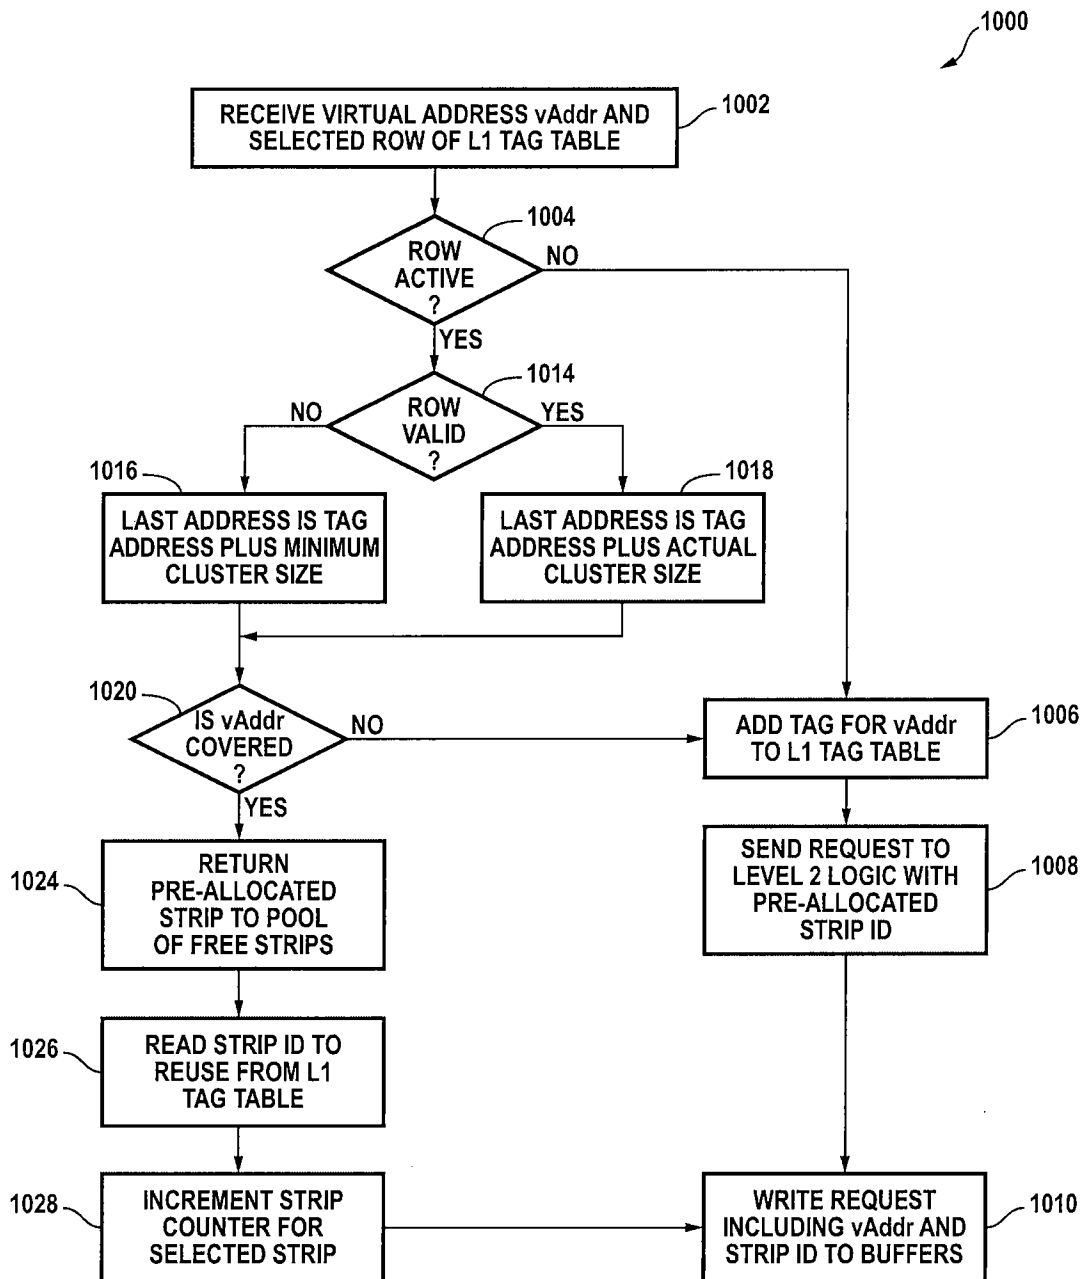 1000
RECEIVE VIRTUAL ADDRESS vAddr AND
SELECTED ROW OF L1 TAG TABLE
1002
1004
ROW
ACTIVE
?
NO
YES
1014
ROW
VALID
?
NO
YES
1016
LAST ADDRESS IS TAG
ADDRESS PLUS MINIMUM
CLUSTER SIZE
1018
LAST ADDRESS IS TAG
ADDRESS PLUS ACTUAL
CLUSTER SIZE
1020
IS vAddr
COVERED
?
NO
YES
ADD TAG FOR vAddr
TO L1 TAG TABLE
1006
1024
RETURN
PRE-ALLOCATED
STRIP TO POOL
OF FREE STRIPS
SEND REQUEST TO
LEVEL 2 LOGIC WITH
PRE-ALLOCATED
STRIP ID
1008
1026
READ STRIP ID TO
REUSE FROM L1
TAG TABLE
1028
INCREMENT STRIP
COUNTER FOR
SELECTED STRIP
WRITE REQUEST
INCLUDING vAddr AND
STRIP ID TO BUFFERS
1010